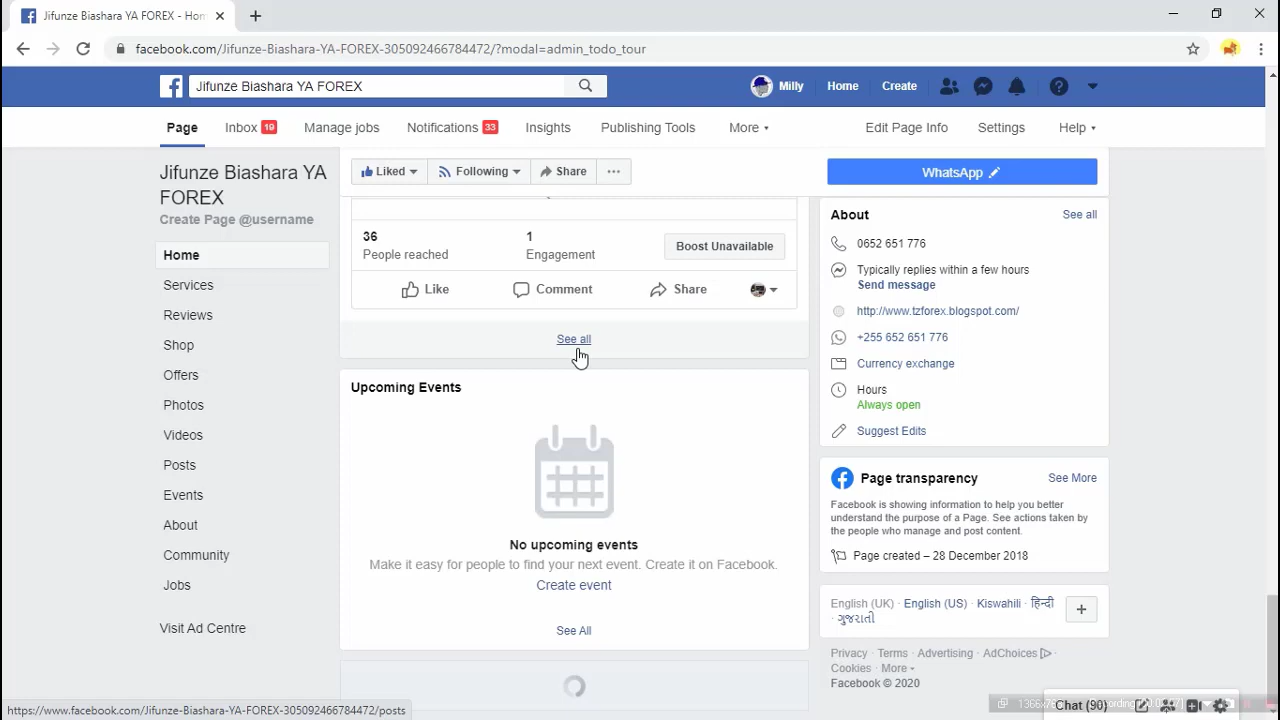 Jifunze Biashara YA FOREX - Hom
facebook.com/Jifunze-Biashara-YA-FOREX-305092466784472/?modal=admin_todo_tour
Jifunze Biashara YA FOREX
Milly Home Create
Page Inbox 19 Manage jobs Notifications 33 Insights Publishing Tools More Edit Page Info Settings Help
Jifunze Biashara YA
FOREX
Create Page @username
Home
Services
Reviews
Shop
Offers
Photos
Videos
Posts
Events
About
Community
Jobs
Visit Ad Centre
Liked Following Share ...
WhatsApp
36
People reached
1
Engagement
Boost Unavailable
Like Comment Share
See all
Upcoming Events
No upcoming events
Make it easy for people to find your next event. Create it on Facebook.
Create event
See All
About See all
0652 651 776
Typically replies within a few hours
Send message
http://www.tzforex.blogspot.com/
+255 652 651 776
Currency exchange
Hours
Always open
Suggest Edits
Page transparency See More
Facebook is showing information to help you better
understand the purpose of a Page. See actions taken by
the people who manage and post content.
Page created – 28 December 2018
English (UK) · English (US) · Kiswahili · हिन्दी
· ગુજરાતી
Privacy · Terms · Advertising · AdChoices ·
Cookies · More
Facebook © 2020
Chat (90)
https://www.facebook.com/Jifunze-Biashara-YA-FOREX-305092466784472/posts